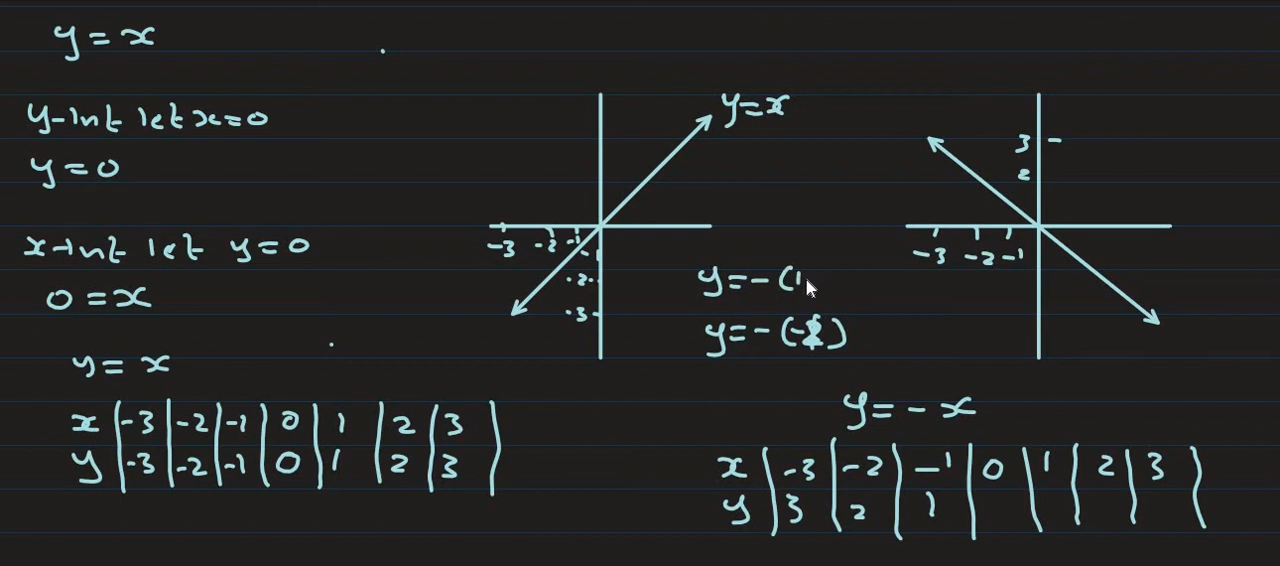 y = x
y-int let x=0
y = 0
x-int let y=0
0 = x
y = x
x | -3 | -2 | -1 | 0 | 1 | 2 | 3 |
y | -3 | -2 | -1 | 0 | 1 | 2 | 3 |
y=x
-3 -2 -1
-1
-2
-3
y = -(1
y = -(-
3
2
-3 -2 -1
y = -x
x | -3 | -2 | -1 | 0 | 1 | 2 | 3 |
y | 3 | 2 | 1 | | | | |